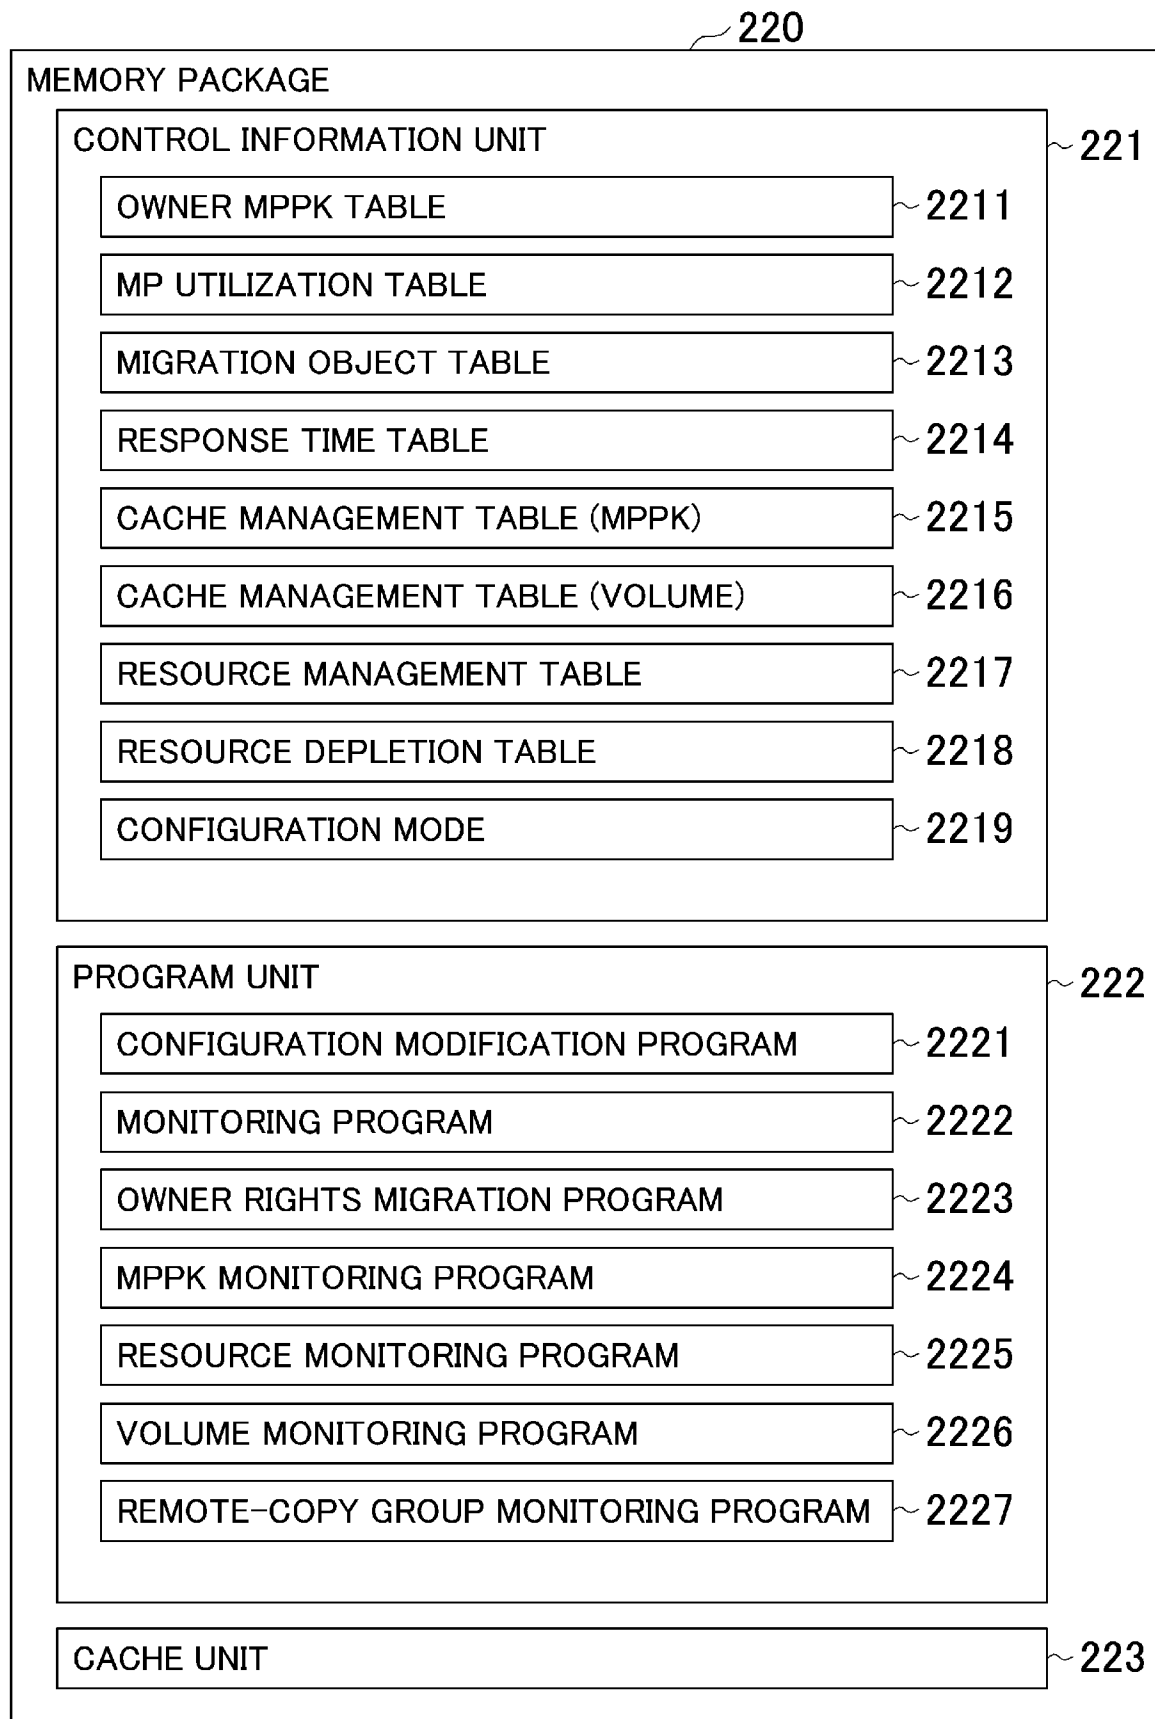 220
MEMORY PACKAGE
CONTROL INFORMATION UNIT
221
OWNER MPPK TABLE
2211
MP UTILIZATION TABLE
2212
MIGRATION OBJECT TABLE
2213
RESPONSE TIME TABLE
2214
CACHE MANAGEMENT TABLE (MPPK)
2215
CACHE MANAGEMENT TABLE (VOLUME)
2216
RESOURCE MANAGEMENT TABLE
2217
RESOURCE DEPLETION TABLE
2218
CONFIGURATION MODE
2219
PROGRAM UNIT
222
CONFIGURATION MODIFICATION PROGRAM
2221
MONITORING PROGRAM
2222
OWNER RIGHTS MIGRATION PROGRAM
2223
MPPK MONITORING PROGRAM
2224
RESOURCE MONITORING PROGRAM
2225
VOLUME MONITORING PROGRAM
2226
REMOTE-COPY GROUP MONITORING PROGRAM
2227
CACHE UNIT
223